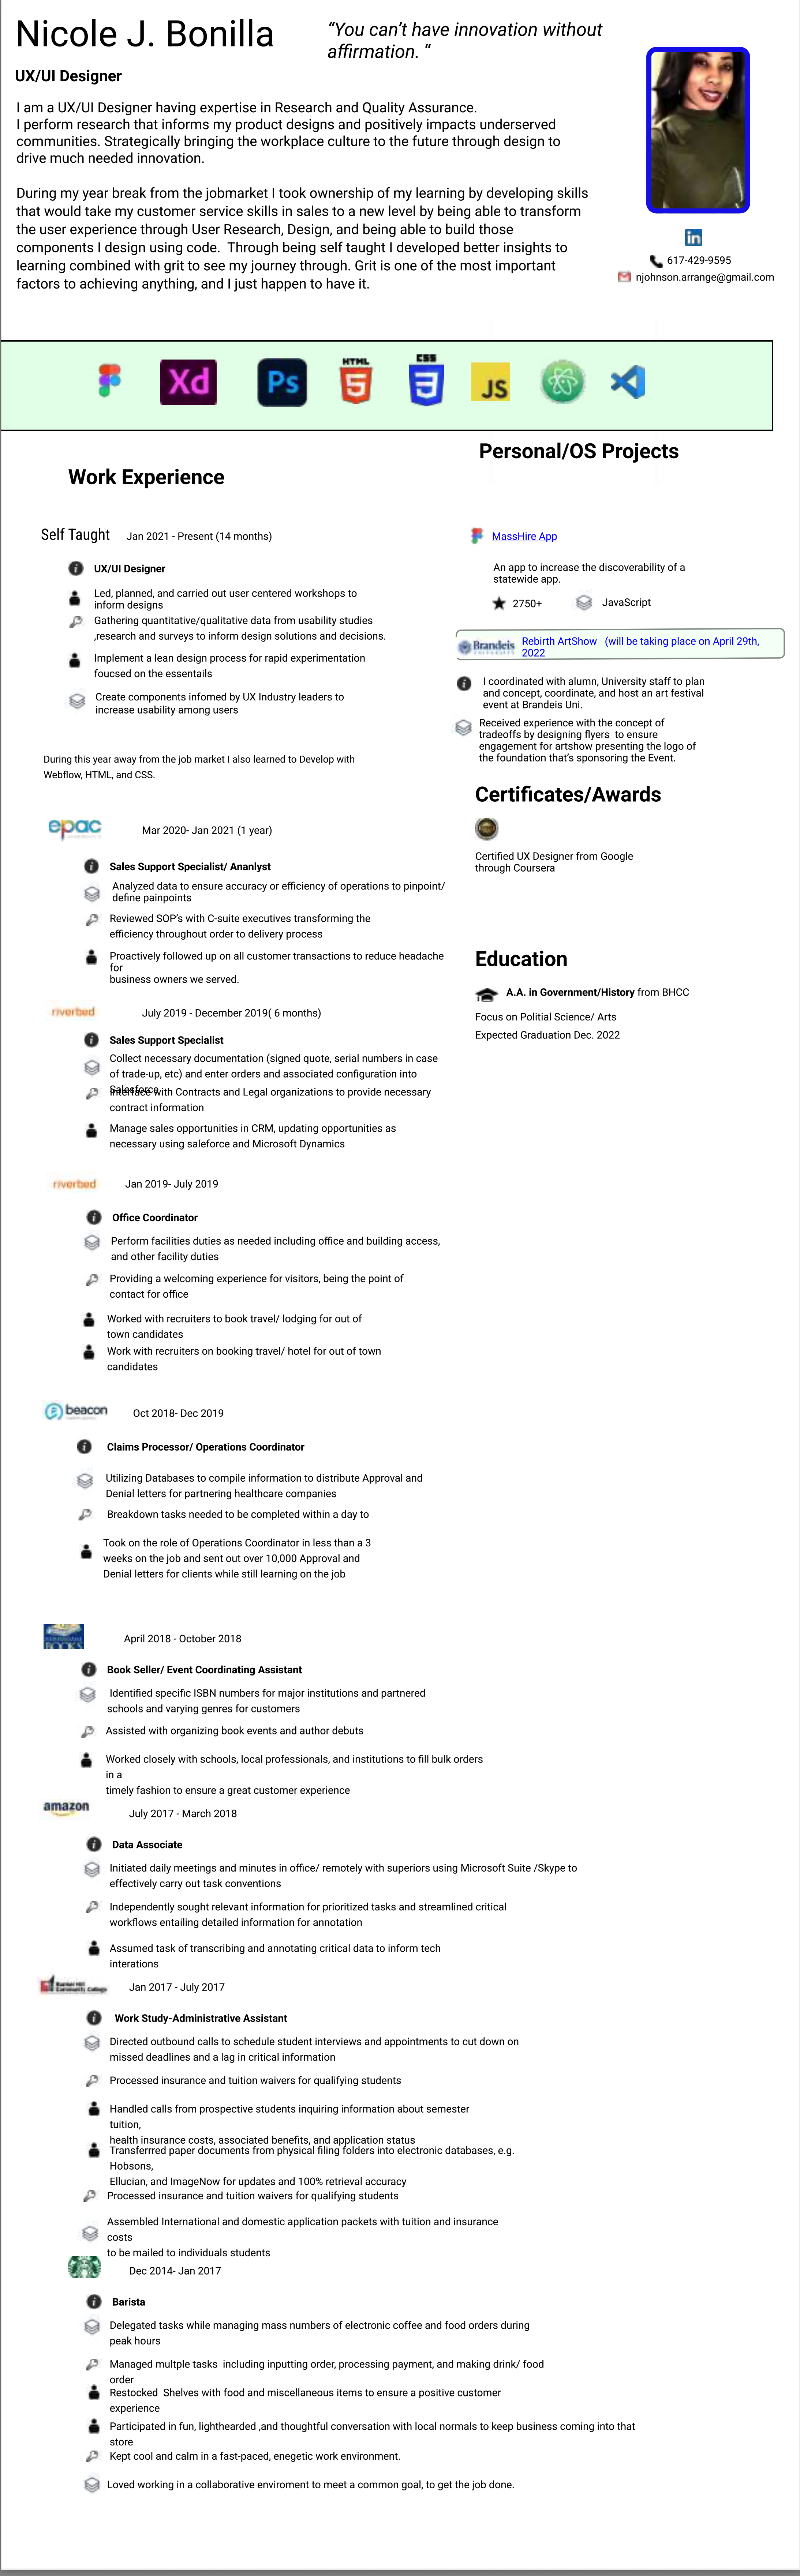 Nicole J. Bonilla
“You can’t have innovation without
affirmation. “
UX/UI Designer
I am a UX/UI Designer having expertise in Research and Quality Assurance.
I perform research that informs my product designs and positively impacts underserved
communities. Strategically bringing the workplace culture to the future through design to
drive much needed innovation.
During my year break from the jobmarket I took ownership of my learning by developing skills
that would take my customer service skills in sales to a new level by being able to transform
the user experience through User Research, Design, and being able to build those
components I design using code.  Through being self taught I developed better insights to
learning combined with grit to see my journey through. Grit is one of the most important
factors to achieving anything, and I just happen to have it.
in
617-429-9595
njohnson.arrange@gmail.com
Xd
Ps
HTML
5
CSS
3
JS
Work Experience
Self Taught Jan 2021 - Present (14 months)
UX/UI Designer
Led, planned, and carried out user centered workshops to
inform designs
Gathering quantitative/qualitative data from usability studies
,research and surveys to inform design solutions and decisions.
Implement a lean design process for rapid experimentation
foucsed on the essentails
Create components infomed by UX Industry leaders to
increase usability among users
During this year away from the job market I also learned to Develop with
Webflow, HTML, and CSS.
epac
Mar 2020- Jan 2021 (1 year)
Sales Support Specialist/ Ananlyst
Analyzed data to ensure accuracy or efficiency of operations to pinpoint/
define painpoints
Reviewed SOP’s with C-suite executives transforming the
efficiency throughout order to delivery process
Proactively followed up on all customer transactions to reduce headache
for
business owners we served.
riverbed
July 2019 - December 2019( 6 months)
Sales Support Specialist
Collect necessary documentation (signed quote, serial numbers in case
of trade-up, etc) and enter orders and associated configuration into
Salesforce
Interface with Contracts and Legal organizations to provide necessary
contract information
Manage sales opportunities in CRM, updating opportunities as
necessary using saleforce and Microsoft Dynamics
riverbed
Jan 2019- July 2019
Office Coordinator
Perform facilities duties as needed including office and building access,
and other facility duties
Providing a welcoming experience for visitors, being the point of
contact for office
Worked with recruiters to book travel/ lodging for out of
town candidates
Work with recruiters on booking travel/ hotel for out of town
candidates
beacon
Oct 2018- Dec 2019
Claims Processor/ Operations Coordinator
Utilizing Databases to compile information to distribute Approval and
Denial letters for partnering healthcare companies
Breakdown tasks needed to be completed within a day to
Took on the role of Operations Coordinator in less than a 3
weeks on the job and sent out over 10,000 Approval and
Denial letters for clients while still learning on the job
BOOKS
April 2018 - October 2018
Book Seller/ Event Coordinating Assistant
Identified specific ISBN numbers for major institutions and partnered
schools and varying genres for customers
Assisted with organizing book events and author debuts
Worked closely with schools, local professionals, and institutions to fill bulk orders
in a
timely fashion to ensure a great customer experience
amazon
July 2017 - March 2018
Data Associate
Initiated daily meetings and minutes in office/ remotely with superiors using Microsoft Suite /Skype to
effectively carry out task conventions
Independently sought relevant information for prioritized tasks and streamlined critical
workflows entailing detailed information for annotation
Assumed task of transcribing and annotating critical data to inform tech
interations
Bunker Hill
Community College
Jan 2017 - July 2017
Work Study-Administrative Assistant
Directed outbound calls to schedule student interviews and appointments to cut down on
missed deadlines and a lag in critical information
Processed insurance and tuition waivers for qualifying students
Handled calls from prospective students inquiring information about semester
tuition,
health insurance costs, associated benefits, and application status
Transferrred paper documents from physical filing folders into electronic databases, e.g.
Hobsons,
Ellucian, and ImageNow for updates and 100% retrieval accuracy
Processed insurance and tuition waivers for qualifying students
Assembled International and domestic application packets with tuition and insurance
costs
to be mailed to individuals students
Dec 2014- Jan 2017
Barista
Delegated tasks while managing mass numbers of electronic coffee and food orders during
peak hours
Managed multple tasks  including inputting order, processing payment, and making drink/ food
order
Restocked  Shelves with food and miscellaneous items to ensure a positive customer
experience
Participated in fun, lighthearded ,and thoughtful conversation with local normals to keep business coming into that
store
Kept cool and calm in a fast-paced, enegetic work environment.
Loved working in a collaborative enviroment to meet a common goal, to get the job done.
Personal/OS Projects
MassHire App
An app to increase the discoverability of a
statewide app.
2750+
JavaScript
Brandeis
UNIVERSITY
Rebirth ArtShow   (will be taking place on April 29th,
2022
I coordinated with alumn, University staff to plan
and concept, coordinate, and host an art festival
event at Brandeis Uni.
Received experience with the concept of
tradeoffs by designing flyers  to ensure
engagement for artshow presenting the logo of
the foundation that’s sponsoring the Event.
Certificates/Awards
Certified UX Designer from Google
through Coursera
Education
A.A. in Government/History from BHCC
Focus on Politial Science/ Arts
Expected Graduation Dec. 2022